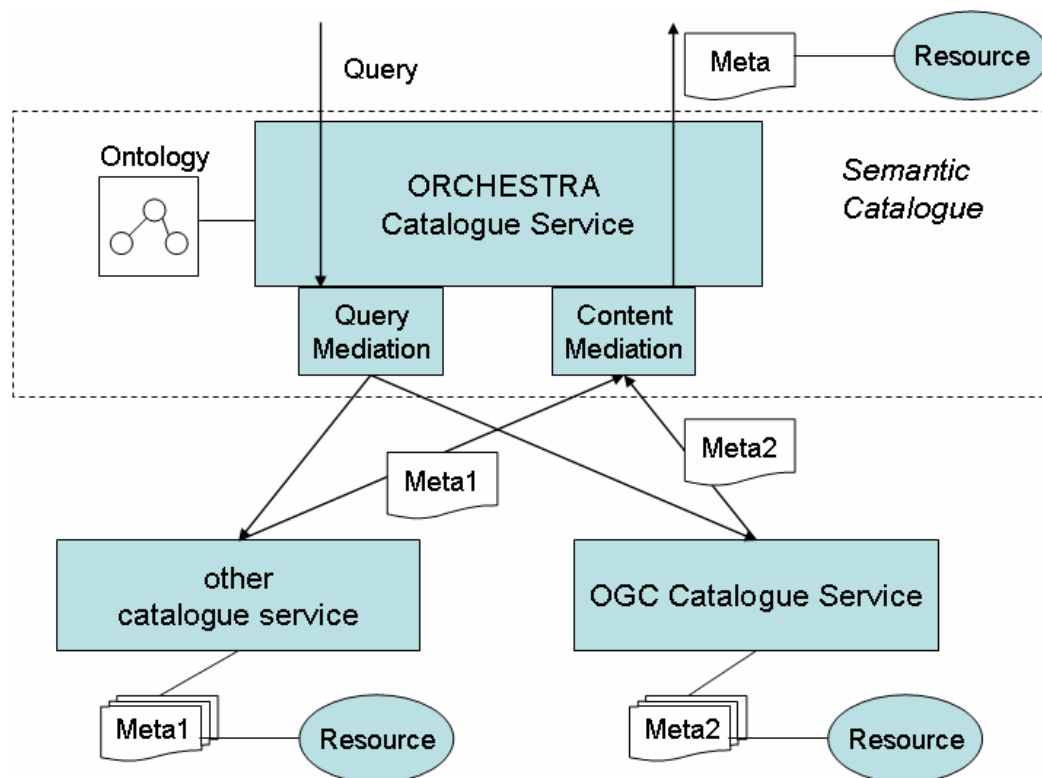 Query
Meta
Resource
Ontology
ORCHESTRA
Catalogue Service
Semantic
Catalogue
Query
Mediation
Content
Mediation
Meta1
Meta2
other
catalogue service
OGC Catalogue Service
Meta1
Resource
Meta2
Resource